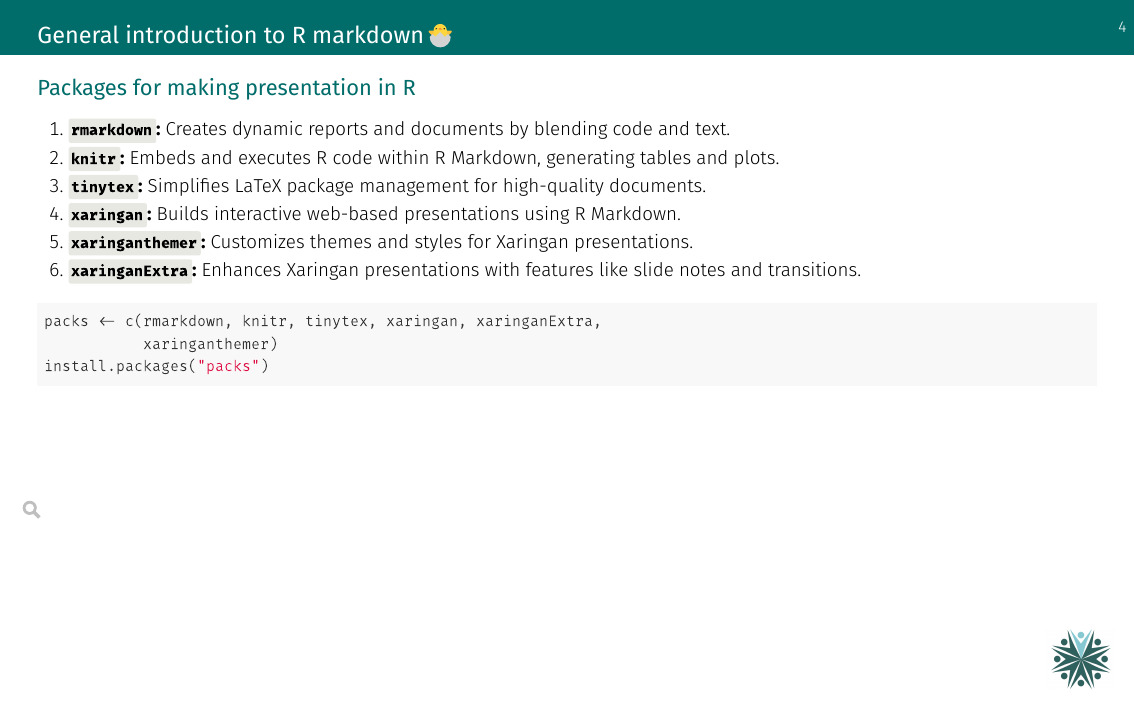 General introduction to R markdown 🐣
4
Packages for making presentation in R
1. rmarkdown: Creates dynamic reports and documents by blending code and text.
2. knitr: Embeds and executes R code within R Markdown, generating tables and plots.
3. tinytex: Simplifies LaTeX package management for high-quality documents.
4. xaringan: Builds interactive web-based presentations using R Markdown.
5. xaringanthemer: Customizes themes and styles for Xaringan presentations.
6. xaringanExtra: Enhances Xaringan presentations with features like slide notes and transitions.
packs <- c(rmarkdown, knitr, tinytex, xaringan, xaringanExtra,
xaringanthemer)
install.packages("packs")